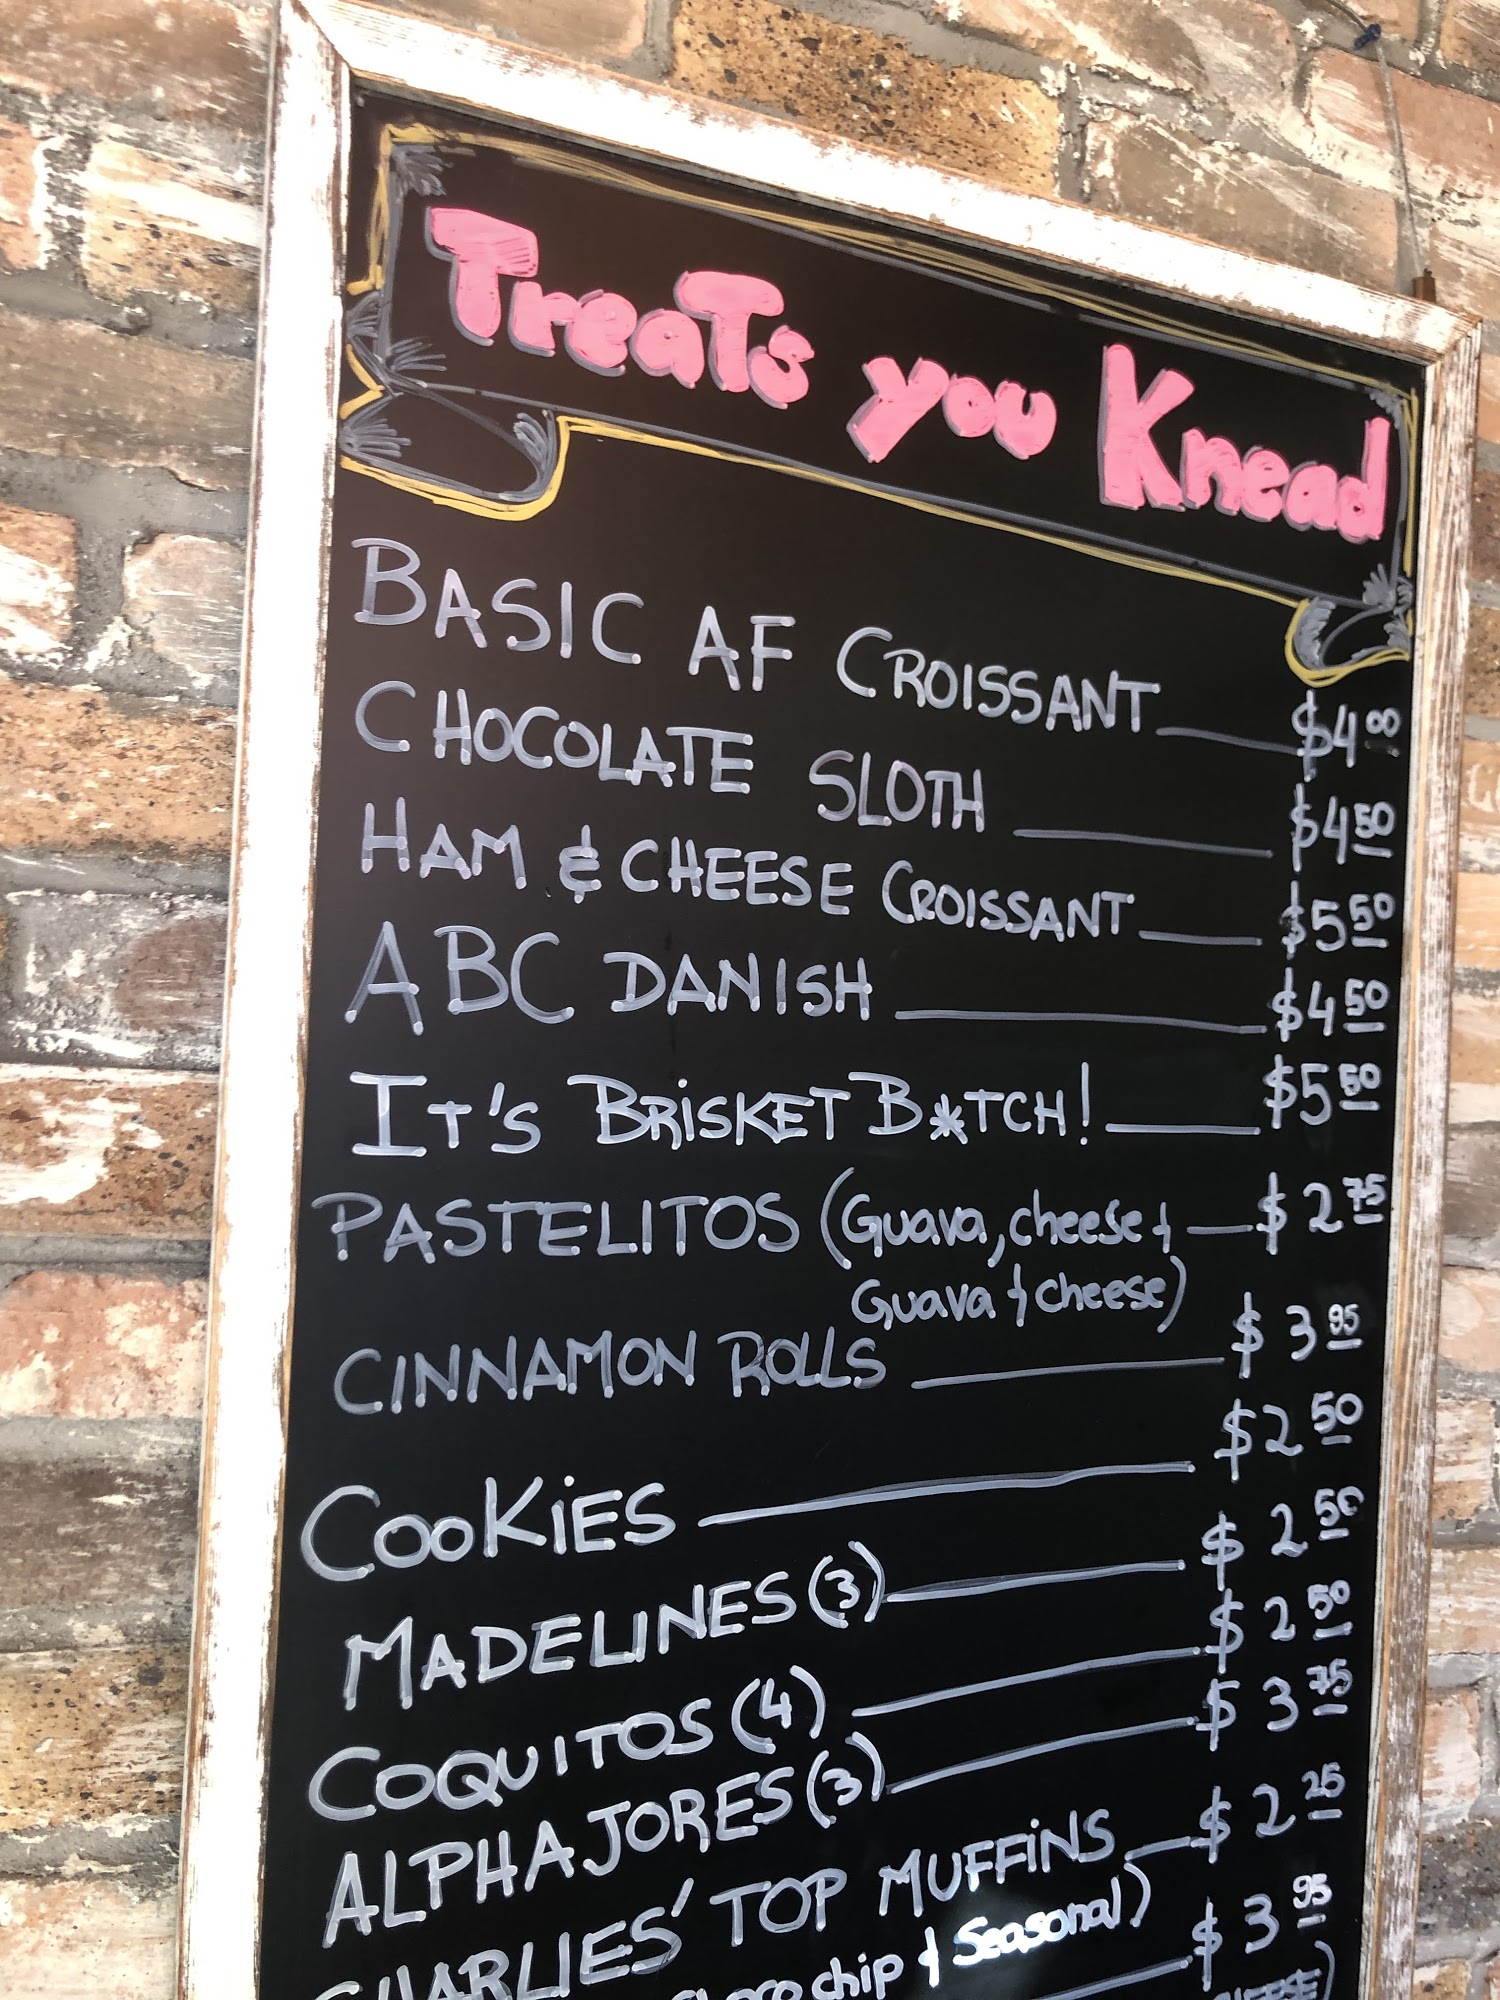 Treats you Knead
BASIC AF CROISSANT $4.00
CHOCOLATE SLOTH $4.50
HAM & CHEESE CROISSANT $5.50
ABC DANISH $4.50
IT'S BRISKET B*TCH! $5.50
PASTELITOS (Guava, cheese & $2.75
Guava & cheese)
CINNAMON ROLLS $3.95
COOKiES $2.50
MADELINES (3) $2.50
COQUITOS (4) $2.50
ALPHAJORES (3) $3.75
CHARLIES' TOP MUFFiNS $2.25
chip & Seasonal)
$3.95